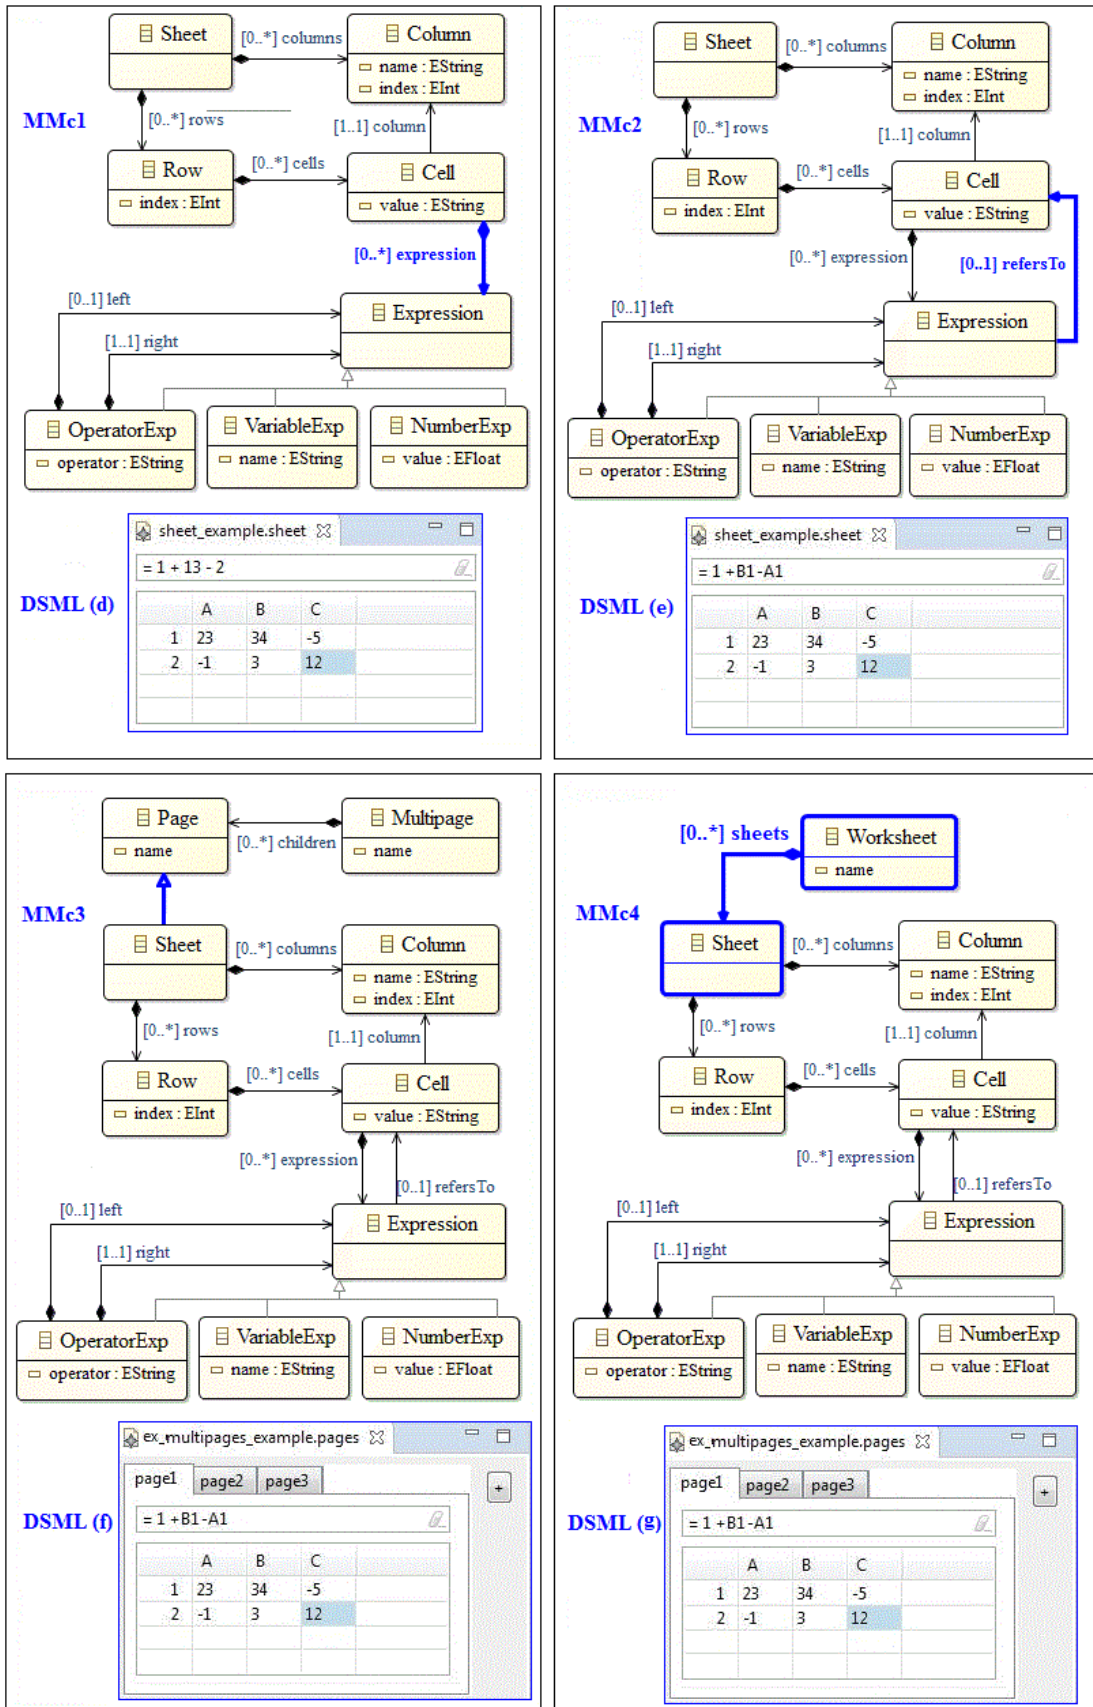 MMc1
Sheet
[0..*] columns
Column
name : EString
index : EInt
[0..*] rows
[1..1] column
Row
index : EInt
[0..*] cells
Cell
value : EString
[0..*] expression
[0..1] left
Expression
[1..1] right
OperatorExp
operator : EString
VariableExp
name : EString
NumberExp
value : EFloat
DSML (d)
sheet_example.sheet
= 1 + 13 - 2
A B C
1 23 34 -5
2 -1 3 12
MMc2
Sheet
[0..*] columns
Column
name : EString
index : EInt
[0..*] rows
[1..1] column
Row
index : EInt
[0..*] cells
Cell
value : EString
[0..*] expression
[0..1] refersTo
[0..1] left
Expression
[1..1] right
OperatorExp
operator : EString
VariableExp
name : EString
NumberExp
value : EFloat
DSML (e)
sheet_example.sheet
= 1 +B1-A1
A B C
1 23 34 -5
2 -1 3 12
Page
name
[0..*] children
Multipage
name
MMc3
Sheet
[0..*] columns
Column
name : EString
index : EInt
[0..*] rows
[1..1] column
Row
index : EInt
[0..*] cells
Cell
value : EString
[0..*] expression
[0..1] refersTo
[0..1] left
Expression
[1..1] right
OperatorExp
operator : EString
VariableExp
name : EString
NumberExp
value : EFloat
DSML (f)
ex_multipages_example.pages
page1 page2 page3 +
= 1 +B1-A1
A B C
1 23 34 -5
2 -1 3 12
[0..*] sheets
Worksheet
name
MMc4
Sheet
[0..*] columns
Column
name : EString
index : EInt
[0..*] rows
[1..1] column
Row
index : EInt
[0..*] cells
Cell
value : EString
[0..*] expression
[0..1] refersTo
[0..1] left
Expression
[1..1] right
OperatorExp
operator : EString
VariableExp
name : EString
NumberExp
value : EFloat
DSML (g)
ex_multipages_example.pages
page1 page2 page3 +
= 1 +B1-A1
A B C
1 23 34 -5
2 -1 3 12